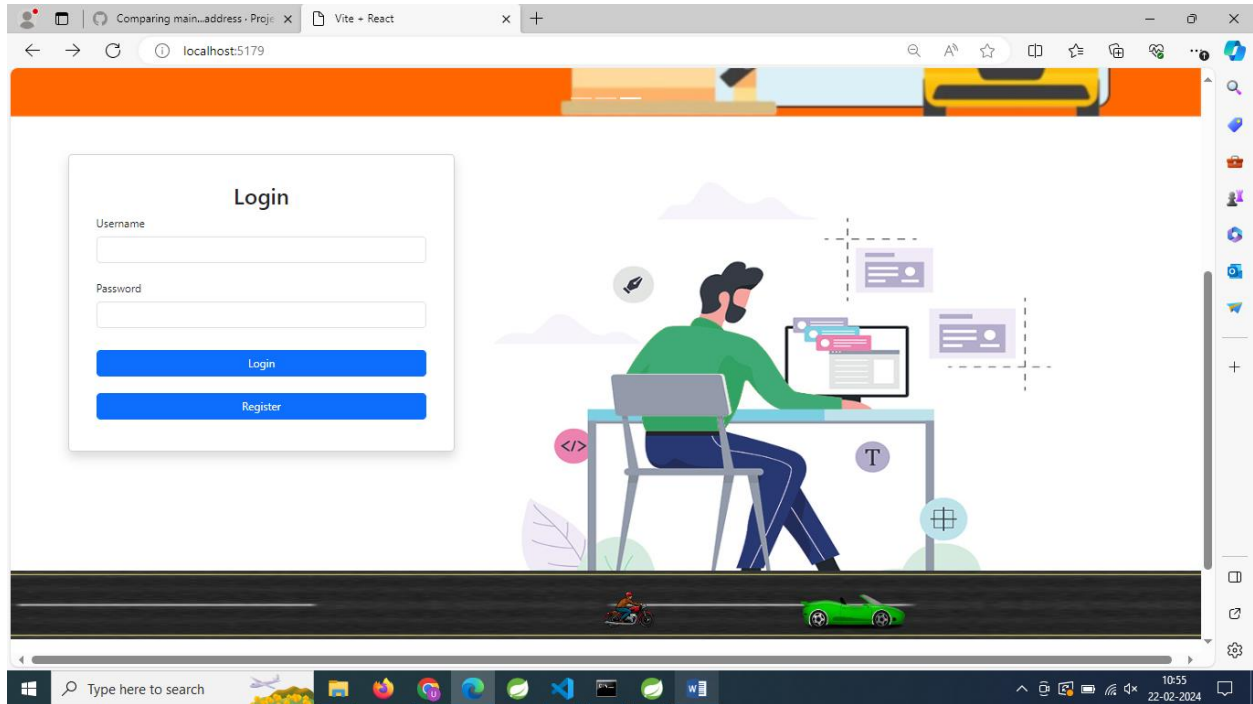 Comparing main...address · Proje
Vite + React
localhost:5179
Login
Username
Password
Login
Register
</>
T
Type here to search
10:55
22-02-2024